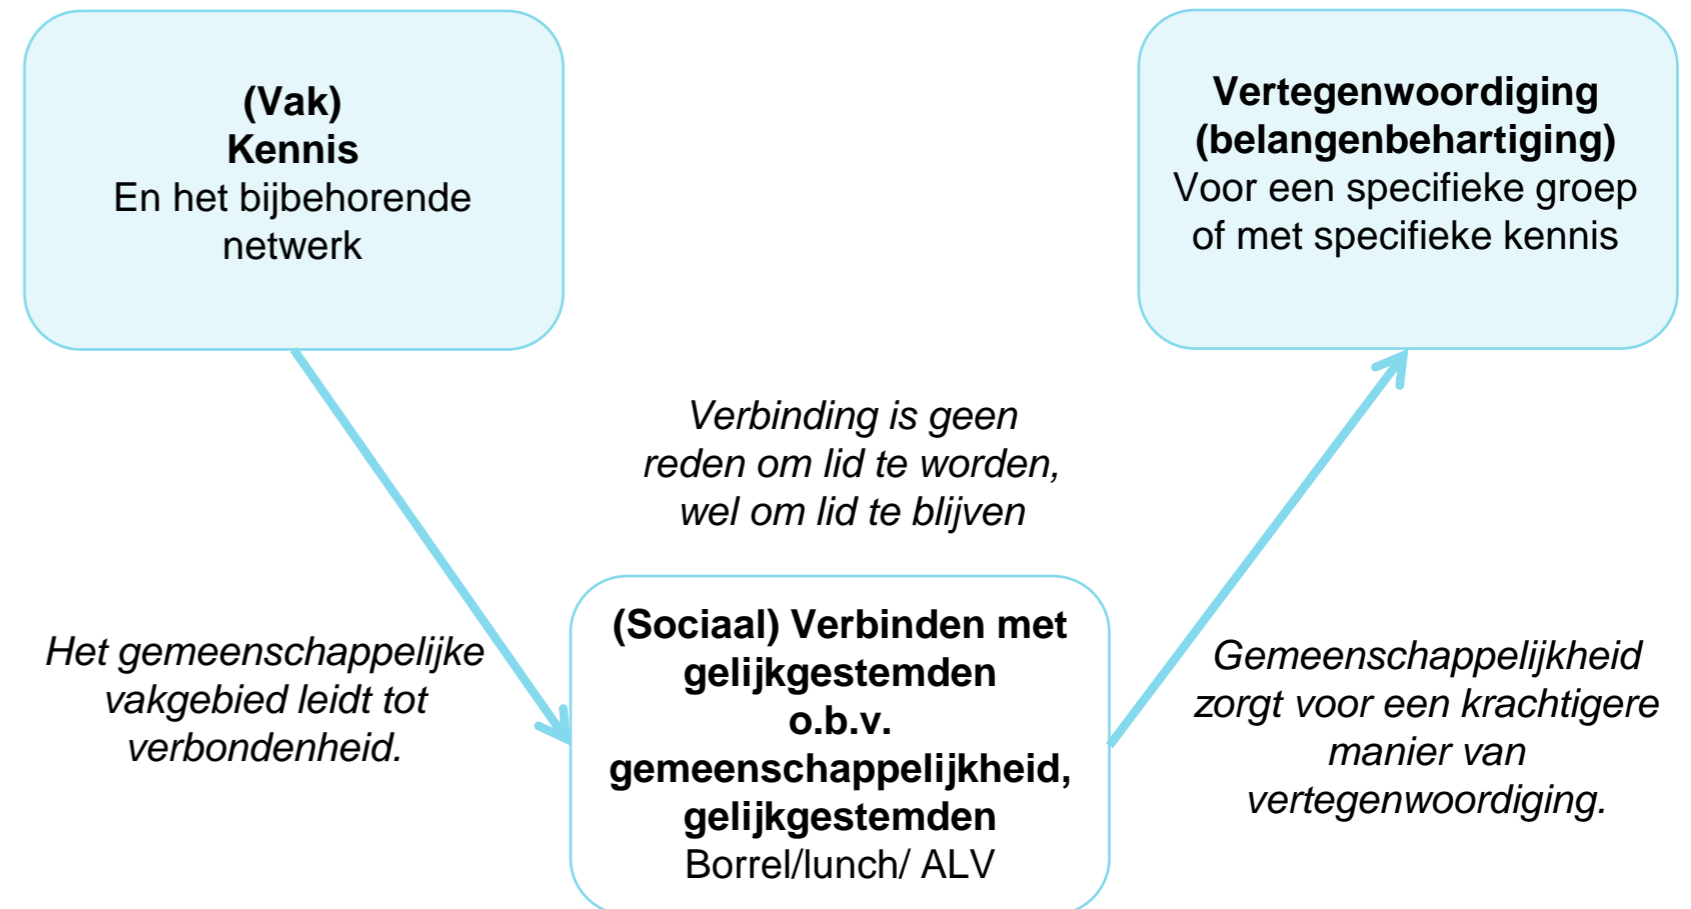 (Vak)
Kennis
En het bijbehorende
netwerk
Vertegenwoordiging
(belangenbehartiging)
Voor een specifieke groep
of met specifieke kennis
Verbinding is geen
reden om lid te worden,
wel om lid te blijven
Het gemeenschappelijke
vakgebied leidt tot
verbondenheid.
(Sociaal) Verbinden met
gelijkgestemden
o.b.v.
gemeenschappelijkheid,
gelijkgestemden
Borrel/lunch/ ALV
Gemeenschappelijkheid
zorgt voor een krachtigere
manier van
vertegenwoordiging.